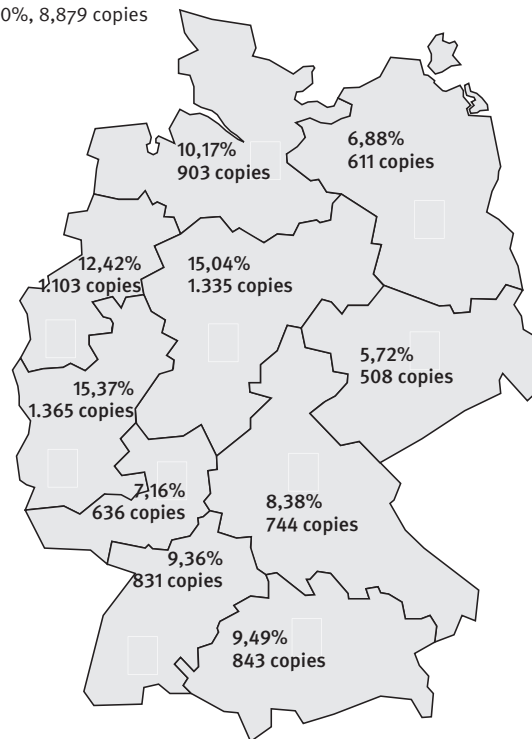 0%, 8,879 copies
10,17%
903 copies
6,88%
611 copies
12,42%
1.103 copies
15,04%
1.335 copies
5,72%
508 copies
15,37%
1.365 copies
7,16%
636 copies
8,38%
744 copies
9,36%
831 copies
9,49%
843 copies